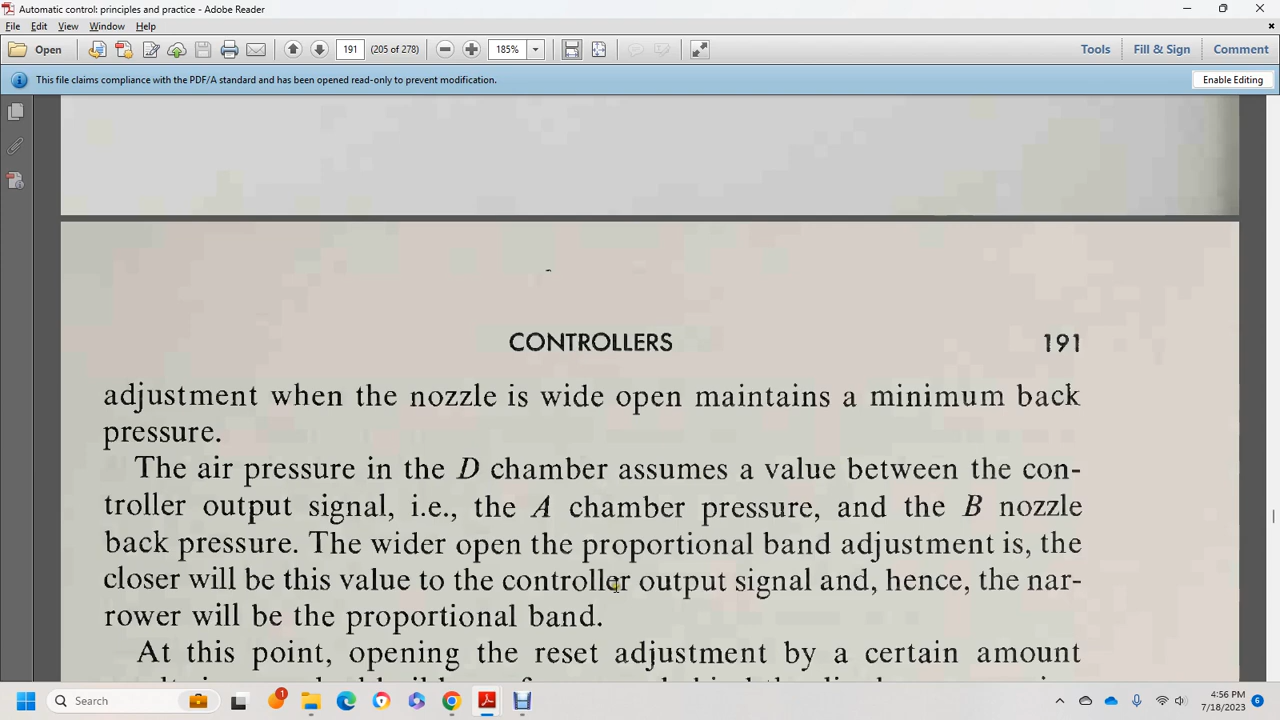 Automatic control: principles and practice - Adobe Reader
File Edit View Window Help
Open 191 (205 of 278) 185% Tools Fill & Sign Comment
This file claims compliance with the PDF/A standard and has been opened read-only to prevent modification. Enable Editing
CONTROLLERS 191
adjustment when the nozzle is wide open maintains a minimum back
pressure.
The air pressure in the D chamber assumes a value between the con-
troller output signal, i.e., the A chamber pressure, and the B nozzle
back pressure. The wider open the proportional band adjustment is, the
closer will be this value to the controller output signal and, hence, the nar-
rower will be the proportional band.
At this point, opening the reset adjustment by a certain amount
Search 1 4:56 PM
7/18/2023 6